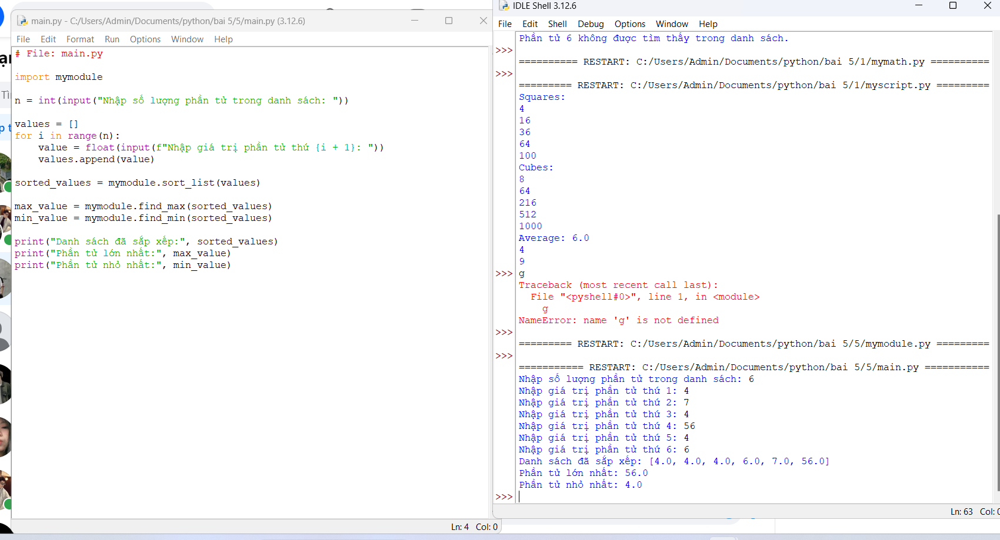 main.py - C:/Users/Admin/Documents/python/bai 5/5/main.py (3.12.6)
File Edit Format Run Options Window Help
# File: main.py
import mymodule
n = int(input("Nhập số lượng phần tử trong danh sách: "))
values = []
for i in range(n):
    value = float(input(f"Nhập giá trị phần tử thứ {i + 1}: "))
    values.append(value)
sorted_values = mymodule.sort_list(values)
max_value = mymodule.find_max(sorted_values)
min_value = mymodule.find_min(sorted_values)
print("Danh sách đã sắp xếp:", sorted_values)
print("Phần tử lớn nhất:", max_value)
print("Phần tử nhỏ nhất:", min_value)
Ln: 4 Col: 0
IDLE Shell 3.12.6
File Edit Shell Debug Options Window Help
Phần tử 6 không được tìm thấy trong danh sách.
>>>
========== RESTART: C:/Users/Admin/Documents/python/bai 5/1/mymath.py ==========
>>>
========= RESTART: C:/Users/Admin/Documents/python/bai 5/1/myscript.py =========
Squares:
4
16
36
64
100
Cubes:
8
64
216
512
1000
Average: 6.0
4
9
>>> g
Traceback (most recent call last):
  File "<pyshell#0>", line 1, in <module>
    g
NameError: name 'g' is not defined
>>>
========= RESTART: C:/Users/Admin/Documents/python/bai 5/5/mymodule.py =========
>>>
=========== RESTART: C:/Users/Admin/Documents/python/bai 5/5/main.py ===========
Nhập số lượng phần tử trong danh sách: 6
Nhập giá trị phần tử thứ 1: 4
Nhập giá trị phần tử thứ 2: 7
Nhập giá trị phần tử thứ 3: 4
Nhập giá trị phần tử thứ 4: 56
Nhập giá trị phần tử thứ 5: 4
Nhập giá trị phần tử thứ 6: 6
Danh sách đã sắp xếp: [4.0, 4.0, 4.0, 6.0, 7.0, 56.0]
Phần tử lớn nhất: 56.0
Phần tử nhỏ nhất: 4.0
>>>
Ln: 63 Col: 0